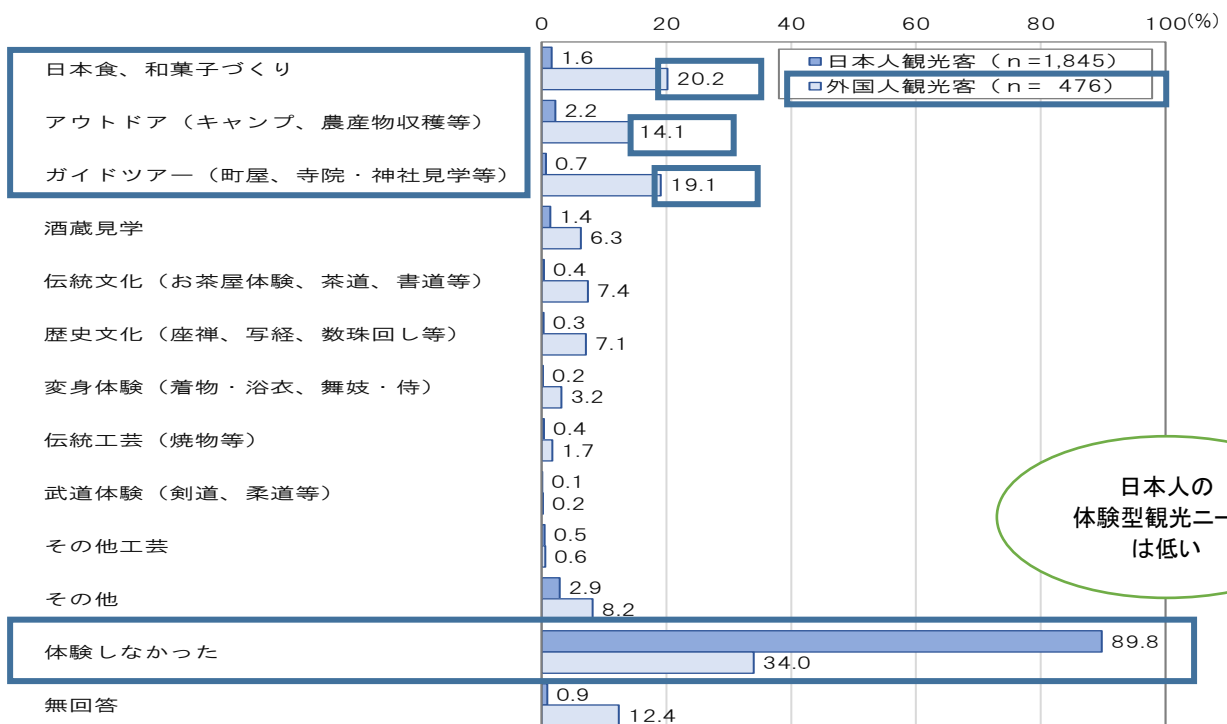 0 20 40 60 80 100(%)
■日本人観光客（n=1,845）
■外国人観光客（n= 476）
日本食、和菓子づくり 1.6 20.2
アウトドア（キャンプ、農産物収穫等） 2.2 14.1
ガイドツアー（町屋、寺院・神社見学等） 0.7 19.1
酒蔵見学 1.4 6.3
伝統文化（お茶屋体験、茶道、書道等） 0.4 7.4
歴史文化（座禅、写経、数珠回し等） 0.3 7.1
変身体験（着物・浴衣、舞妓・侍） 0.2 3.2
伝統工芸（焼物等） 0.4 1.7
武道体験（剣道、柔道等） 0.1 0.2
その他工芸 0.5 0.6
その他 2.9 8.2
体験しなかった 89.8 34.0
無回答 0.9 12.4
日本人の
体験型観光ニー
は低い